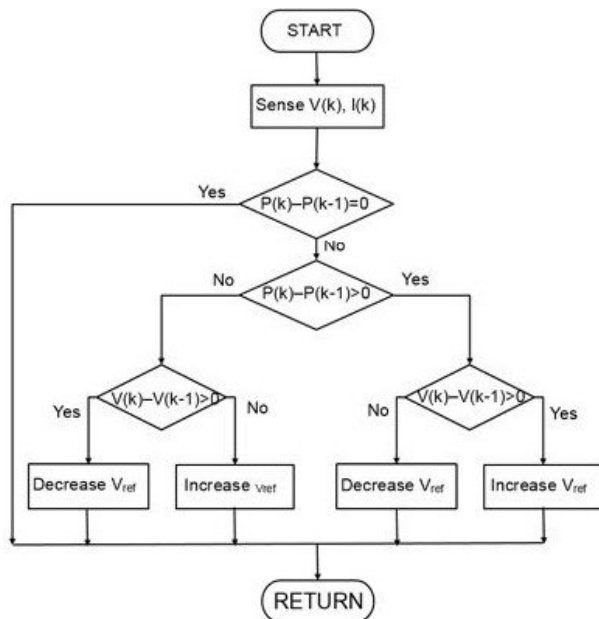 START
Sense V(k), I(k)
Yes
P(k)–P(k-1)=0
No
No
P(k)–P(k-1)>0
Yes
Yes
V(k)–V(k-1)>0
No
No
V(k)–V(k-1)>0
Yes
Decrease Vref
Increase Vref
Decrease Vref
Increase Vref
RETURN